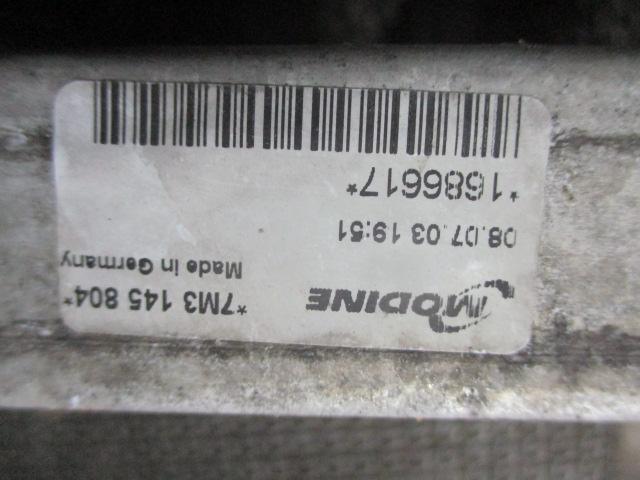 MODINE *7M3 145 804*
Made in Germany
08.07.03 19:51
*1686617*